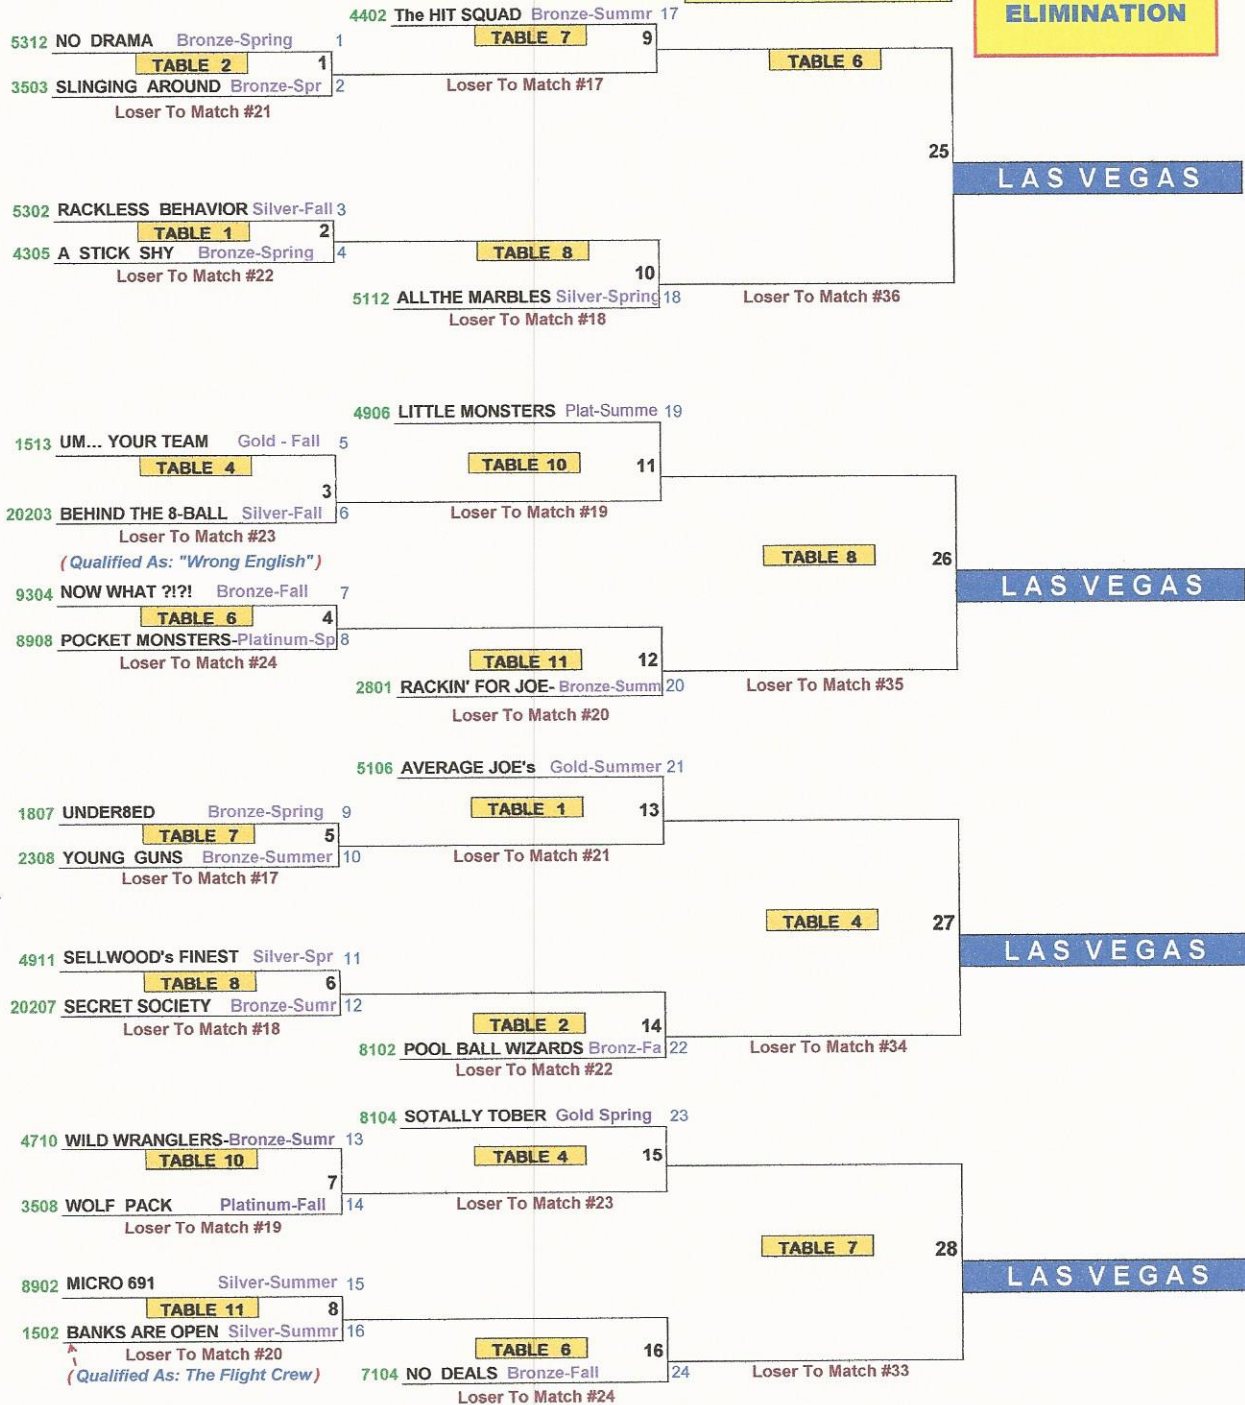 4402 The HIT SQUAD Bronze-Summr 17
ELIMINATION
5312 NO DRAMA Bronze-Spring 1
TABLE 7 9
TABLE 2 1
TABLE 6
3503 SLINGING AROUND Bronze-Spr 2
Loser To Match #17
Loser To Match #21
25
LAS VEGAS
5302 RACKLESS BEHAVIOR Silver-Fall 3
TABLE 1 2
4305 A STICK SHY Bronze-Spring 4
TABLE 8
Loser To Match #22
10
5112 ALLTHE MARBLES Silver-Spring 18
Loser To Match #36
Loser To Match #18
4906 LITTLE MONSTERS Plat-Summe 19
1513 UM... YOUR TEAM Gold - Fall 5
TABLE 4
TABLE 10 11
3
20203 BEHIND THE 8-BALL Silver-Fall 6
Loser To Match #19
Loser To Match #23
(Qualified As: "Wrong English")
TABLE 8 26
LAS VEGAS
9304 NOW WHAT ?!?! Bronze-Fall 7
TABLE 6 4
8908 POCKET MONSTERS-Platinum-Sp 8
Loser To Match #24
TABLE 11 12
2801 RACKIN' FOR JOE- Bronze-Summ 20
Loser To Match #35
Loser To Match #20
5106 AVERAGE JOE's Gold-Summer 21
1807 UNDER8ED Bronze-Spring 9
TABLE 1 13
TABLE 7 5
2308 YOUNG GUNS Bronze-Summer 10
Loser To Match #21
Loser To Match #17
TABLE 4 27
LAS VEGAS
4911 SELLWOOD's FINEST Silver-Spr 11
TABLE 8 6
20207 SECRET SOCIETY Bronze-Sumr 12
Loser To Match #18
TABLE 2 14
8102 POOL BALL WIZARDS Bronz-Fa 22
Loser To Match #34
Loser To Match #22
8104 SOTALLY TOBER Gold Spring 23
4710 WILD WRANGLERS-Bronze-Sumr 13
TABLE 10
TABLE 4 15
7
3508 WOLF PACK Platinum-Fall 14
Loser To Match #23
Loser To Match #19
TABLE 7 28
LAS VEGAS
8902 MICRO 691 Silver-Summer 15
TABLE 11 8
1502 BANKS ARE OPEN Silver-Summr 16
Loser To Match #20
TABLE 6 16
(Qualified As: The Flight Crew)
7104 NO DEALS Bronze-Fall 24
Loser To Match #33
Loser To Match #24